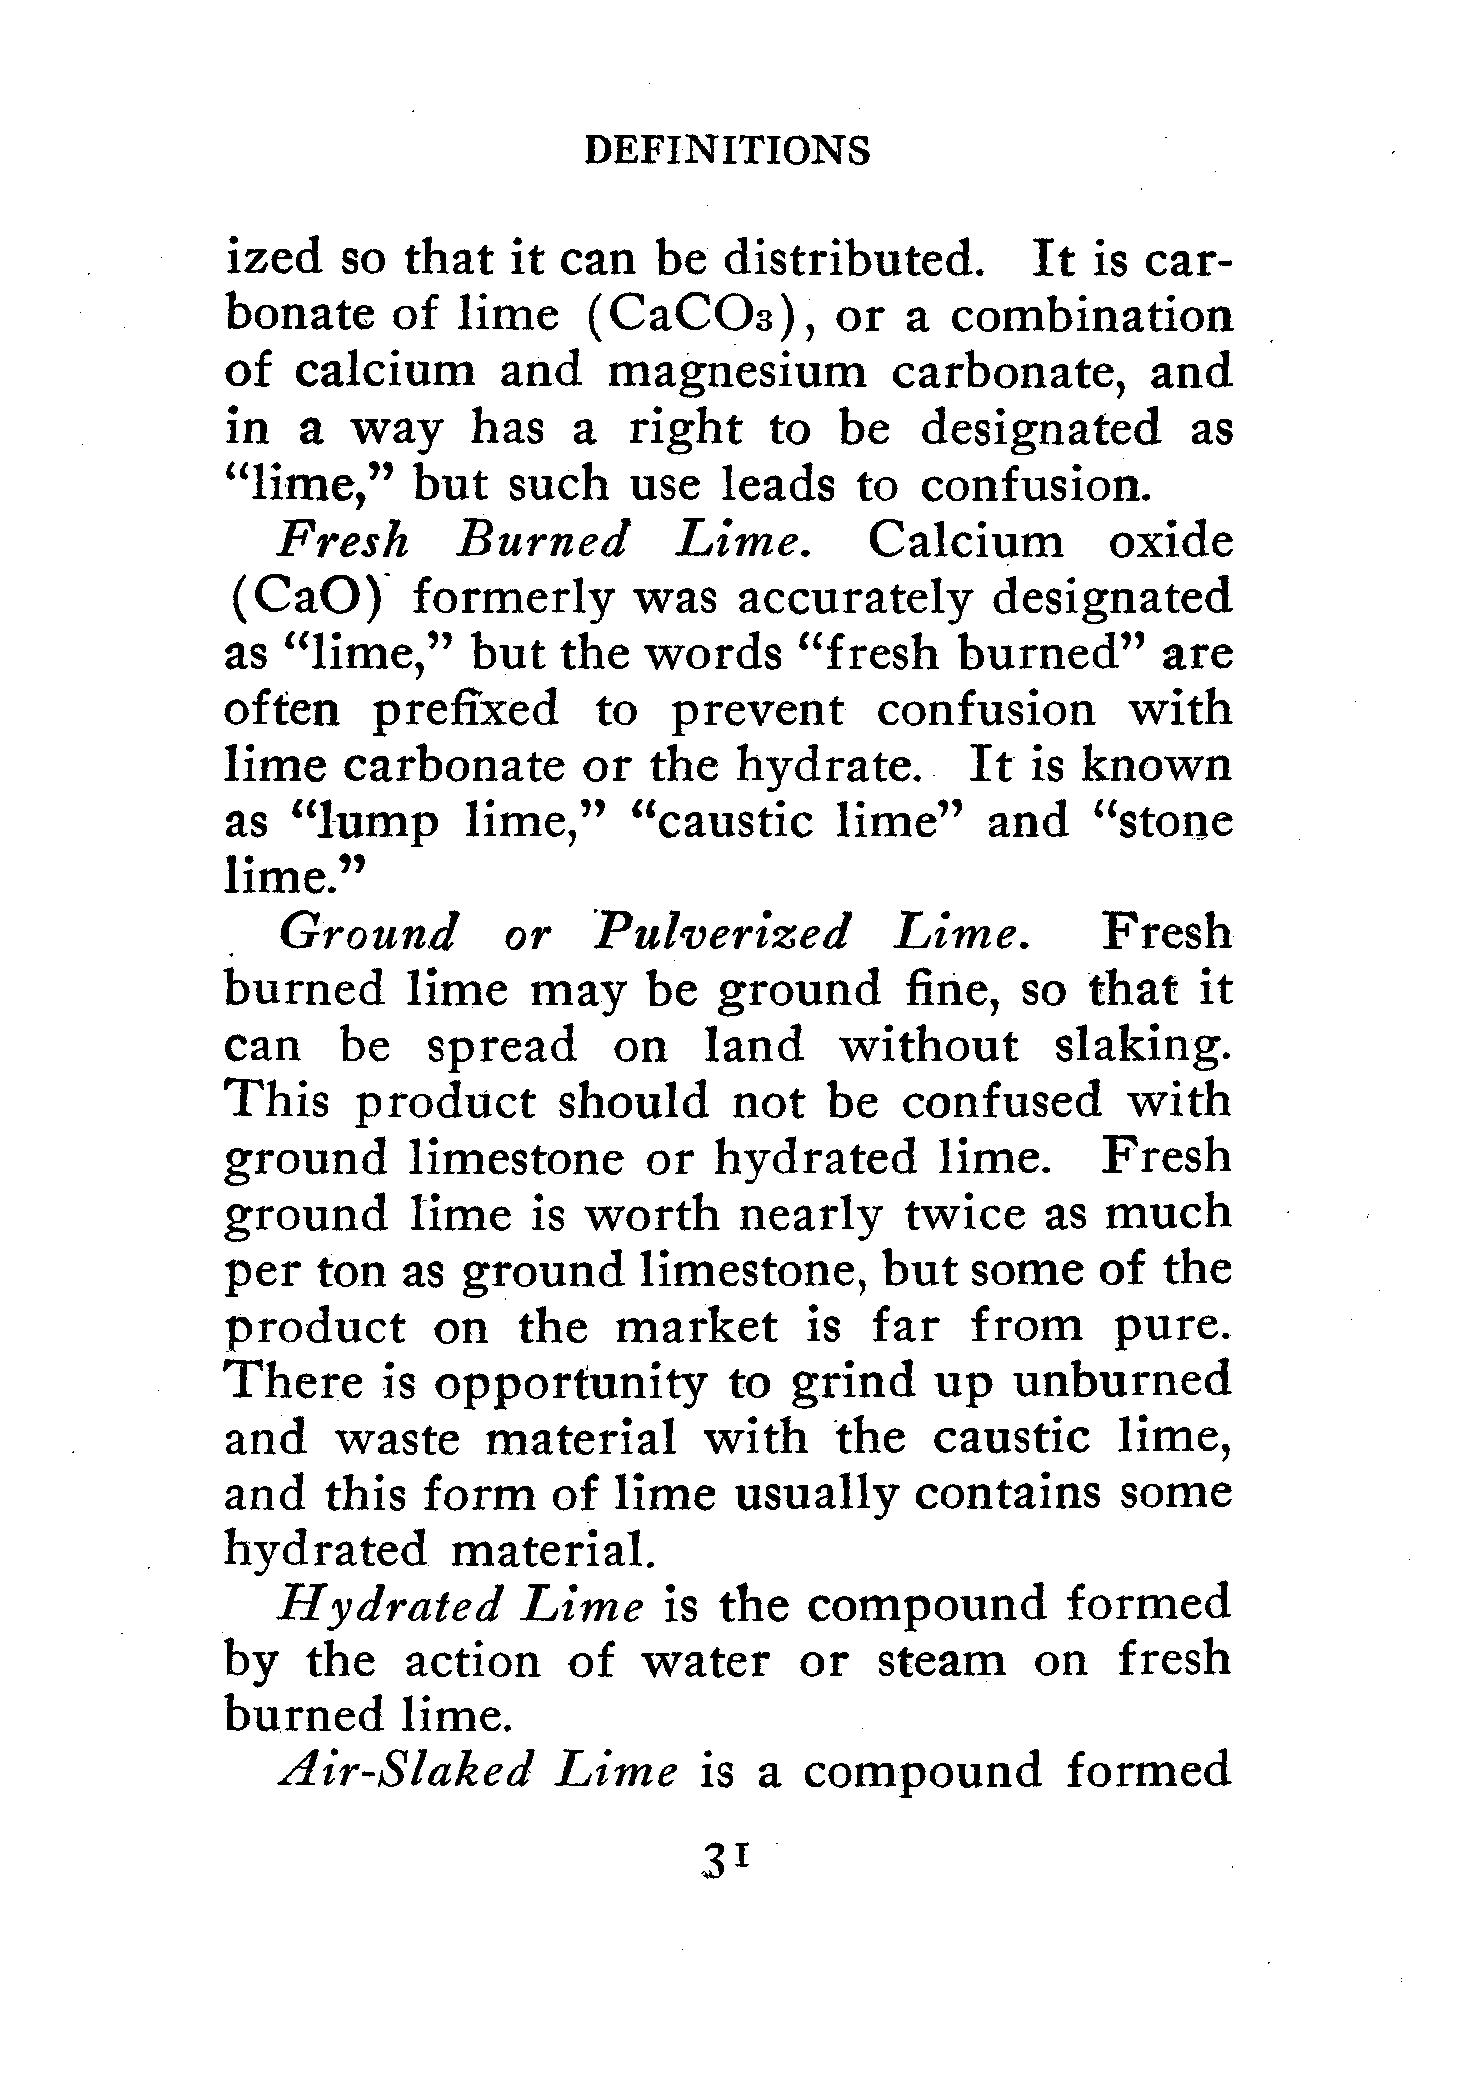 DEFINITIONS
ized so that it can be distributed. It is car-
bonate of lime (CaCO₃), or a combination
of calcium and magnesium carbonate, and
in a way has a right to be designated as
“lime,” but such use leads to confusion.
Fresh Burned Lime. Calcium oxide
(CaO) formerly was accurately designated
as “lime,” but the words “fresh burned” are
often prefixed to prevent confusion with
lime carbonate or the hydrate. It is known
as “lump lime,” “caustic lime” and “stone
lime.”
Ground or Pulverized Lime. Fresh
burned lime may be ground fine, so that it
can be spread on land without slaking.
This product should not be confused with
ground limestone or hydrated lime. Fresh
ground lime is worth nearly twice as much
per ton as ground limestone, but some of the
product on the market is far from pure.
There is opportunity to grind up unburned
and waste material with the caustic lime,
and this form of lime usually contains some
hydrated material.
Hydrated Lime is the compound formed
by the action of water or steam on fresh
burned lime.
Air-Slaked Lime is a compound formed
31